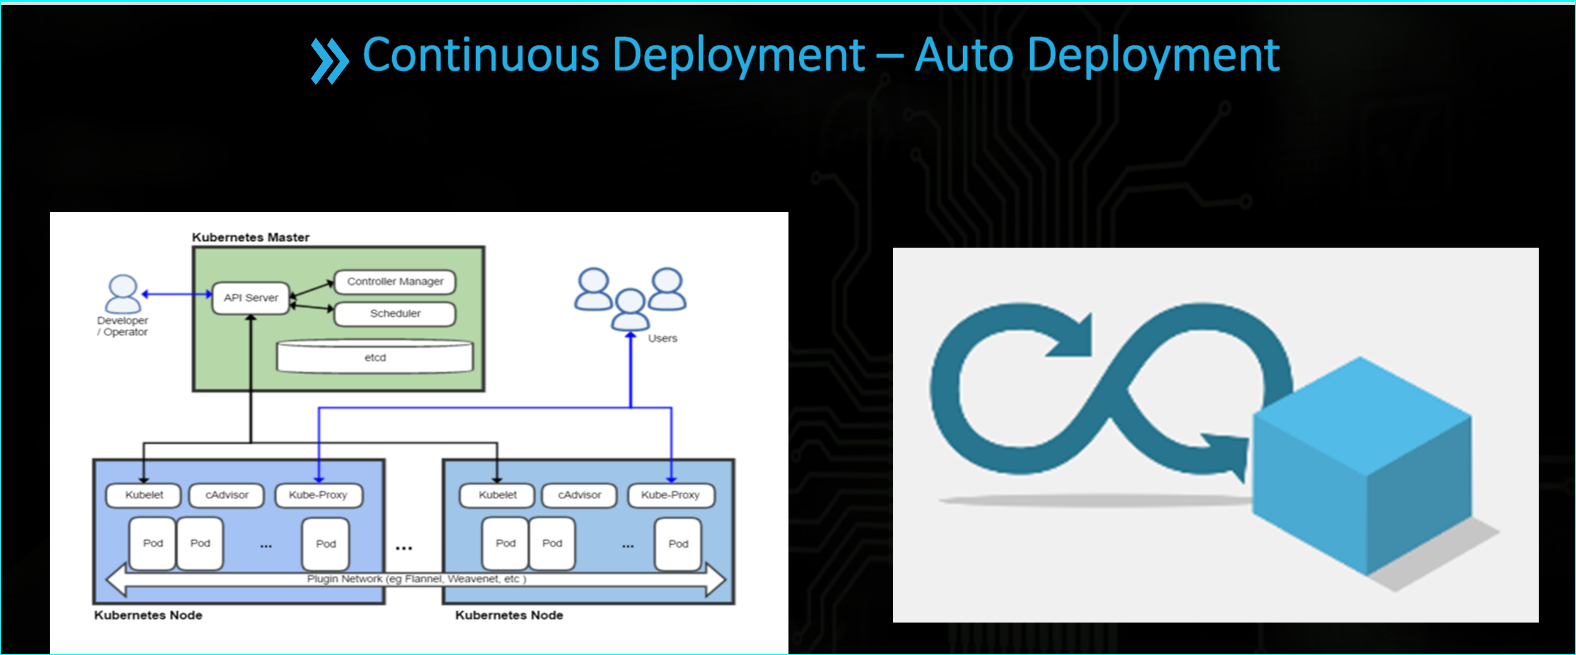 Continuous Deployment – Auto Deployment
Kubernetes Master
API Server
Controller Manager
Scheduler
etcd
Developer
/ Operator
Users
Kubelet
cAdvisor
Kube-Proxy
Pod
Pod
...
Pod
Kubernetes Node
...
Kubelet
cAdvisor
Kube-Proxy
Pod
Pod
...
Pod
Plugin Network (eg Flannel, Weavenet, etc )
Kubernetes Node